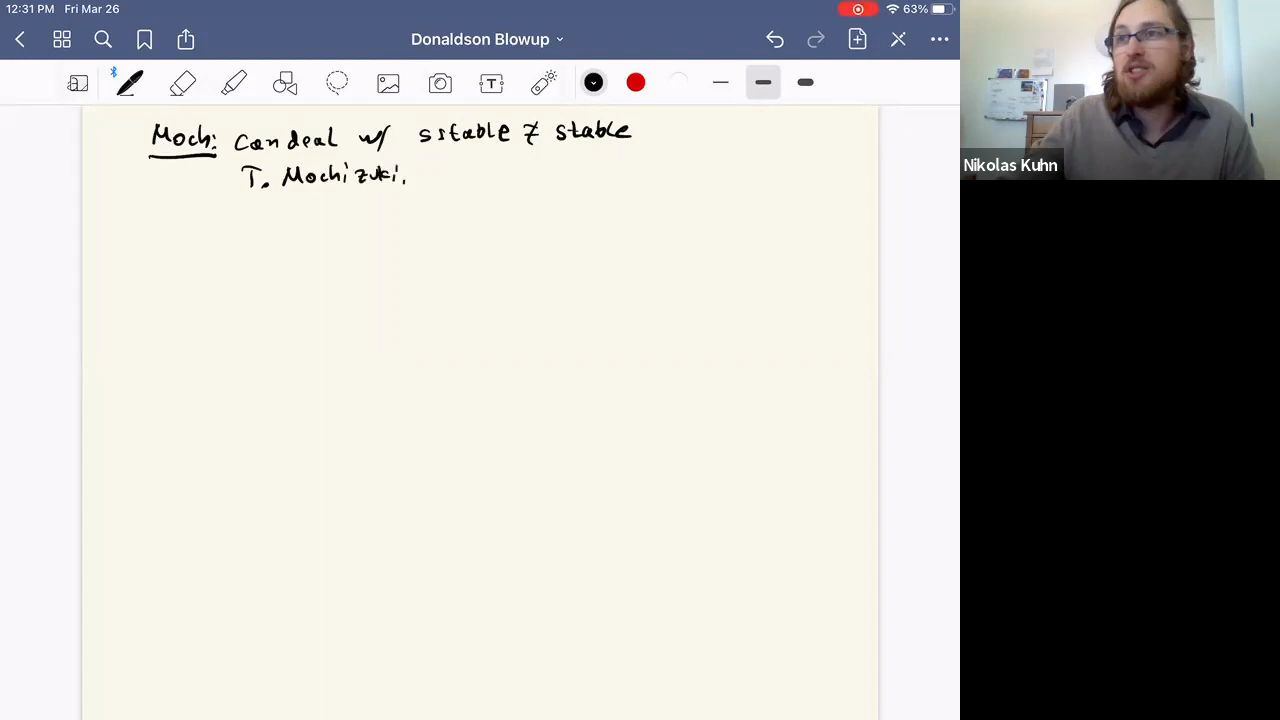 12:31 PM Fri Mar 26
63%
Donaldson Blowup
T
Moch: Can deal w/ sstable ≠ stable
T. Mochizuki.
Nikolas Kuhn